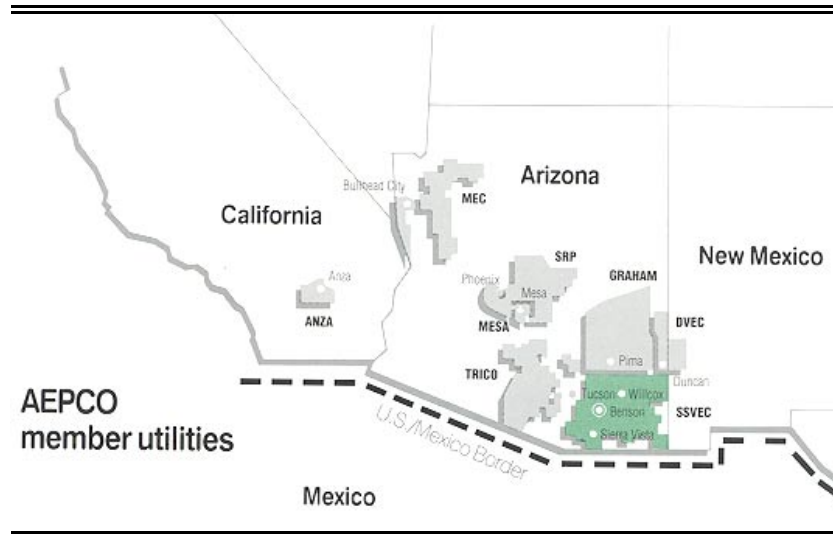 Arizona
Bullhead City
MEC
California
New Mexico
SRP
GRAHAM
Anza
Phoenix
Mesa
ANZA
MESA
DVEC
Pima
TRICO
Duncan
Tucson
Willcox
Benson
SSVEC
Sierra Vista
AEPCO
member utilities
U.S./Mexico Border
Mexico